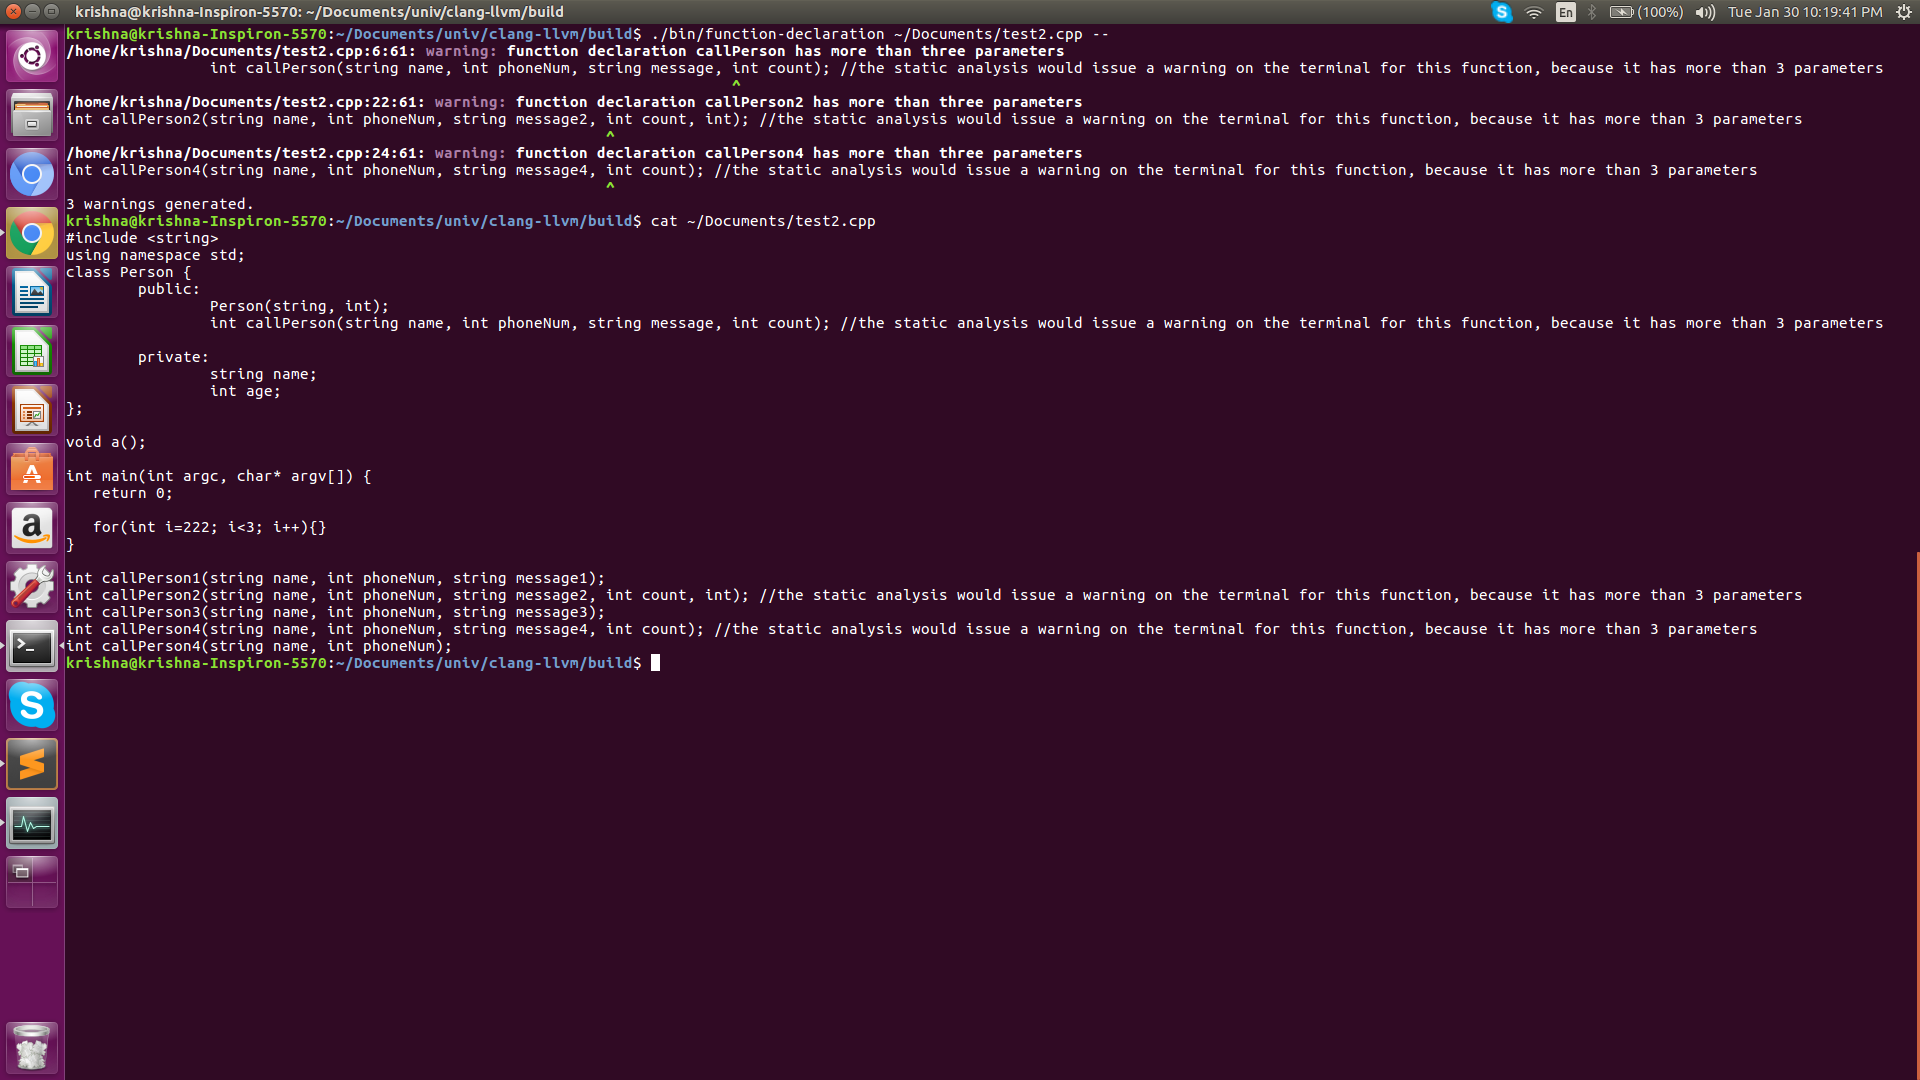 krishna@krishna-Inspiron-5570: ~/Documents/univ/clang-llvm/build
En
(100%)
Tue Jan 30 10:19:41 PM
krishna@krishna-Inspiron-5570:~/Documents/univ/clang-llvm/build$ ./bin/function-declaration ~/Documents/test2.cpp --
/home/krishna/Documents/test2.cpp:6:61: warning: function declaration callPerson has more than three parameters
                int callPerson(string name, int phoneNum, string message, int count); //the static analysis would issue a warning on the terminal for this function, because it has more than 3 parameters
                                                                          ^
/home/krishna/Documents/test2.cpp:22:61: warning: function declaration callPerson2 has more than three parameters
int callPerson2(string name, int phoneNum, string message2, int count, int); //the static analysis would issue a warning on the terminal for this function, because it has more than 3 parameters
                                                            ^
/home/krishna/Documents/test2.cpp:24:61: warning: function declaration callPerson4 has more than three parameters
int callPerson4(string name, int phoneNum, string message4, int count); //the static analysis would issue a warning on the terminal for this function, because it has more than 3 parameters
                                                            ^
3 warnings generated.
krishna@krishna-Inspiron-5570:~/Documents/univ/clang-llvm/build$ cat ~/Documents/test2.cpp
#include <string>
using namespace std;
class Person {
        public:
                Person(string, int);
                int callPerson(string name, int phoneNum, string message, int count); //the static analysis would issue a warning on the terminal for this function, because it has more than 3 parameters
        private:
                string name;
                int age;
};
void a();
int main(int argc, char* argv[]) {
   return 0;
   for(int i=222; i<3; i++){}
}
int callPerson1(string name, int phoneNum, string message1);
int callPerson2(string name, int phoneNum, string message2, int count, int); //the static analysis would issue a warning on the terminal for this function, because it has more than 3 parameters
int callPerson3(string name, int phoneNum, string message3);
int callPerson4(string name, int phoneNum, string message4, int count); //the static analysis would issue a warning on the terminal for this function, because it has more than 3 parameters
int callPerson4(string name, int phoneNum);
krishna@krishna-Inspiron-5570:~/Documents/univ/clang-llvm/build$